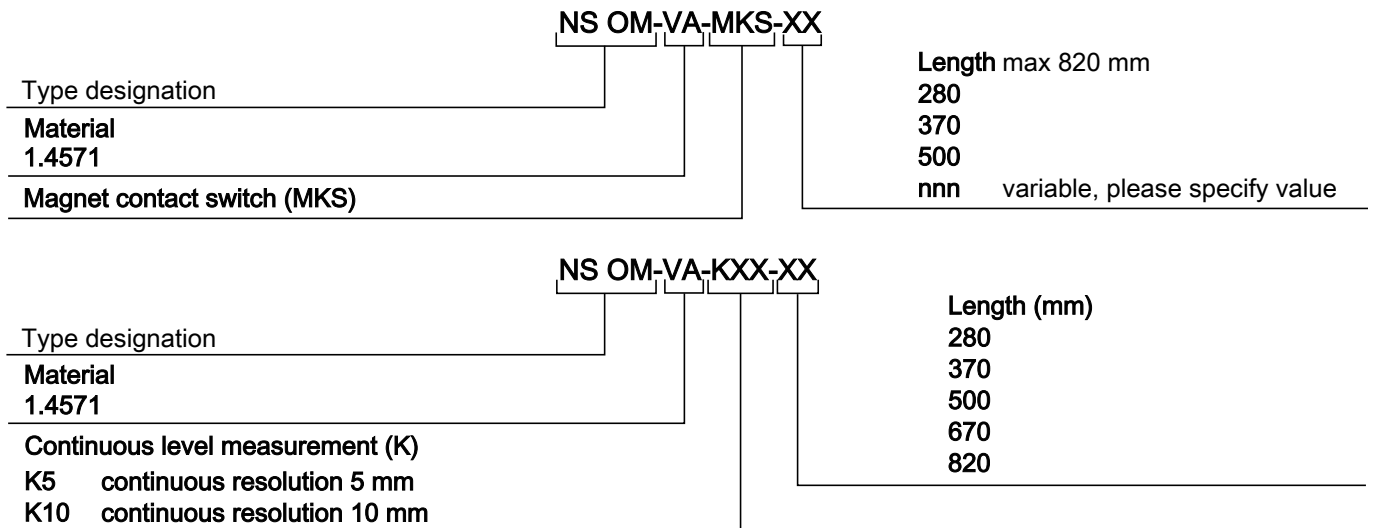 NS OM-VA-MKS-XX
Type designation
Material
1.4571
Magnet contact switch (MKS)
Length max 820 mm
280
370
500
nnn variable, please specify value
NS OM-VA-KXX-XX
Type designation
Material
1.4571
Continuous level measurement (K)
K5 continuous resolution 5 mm
K10 continuous resolution 10 mm
Length (mm)
280
370
500
670
820